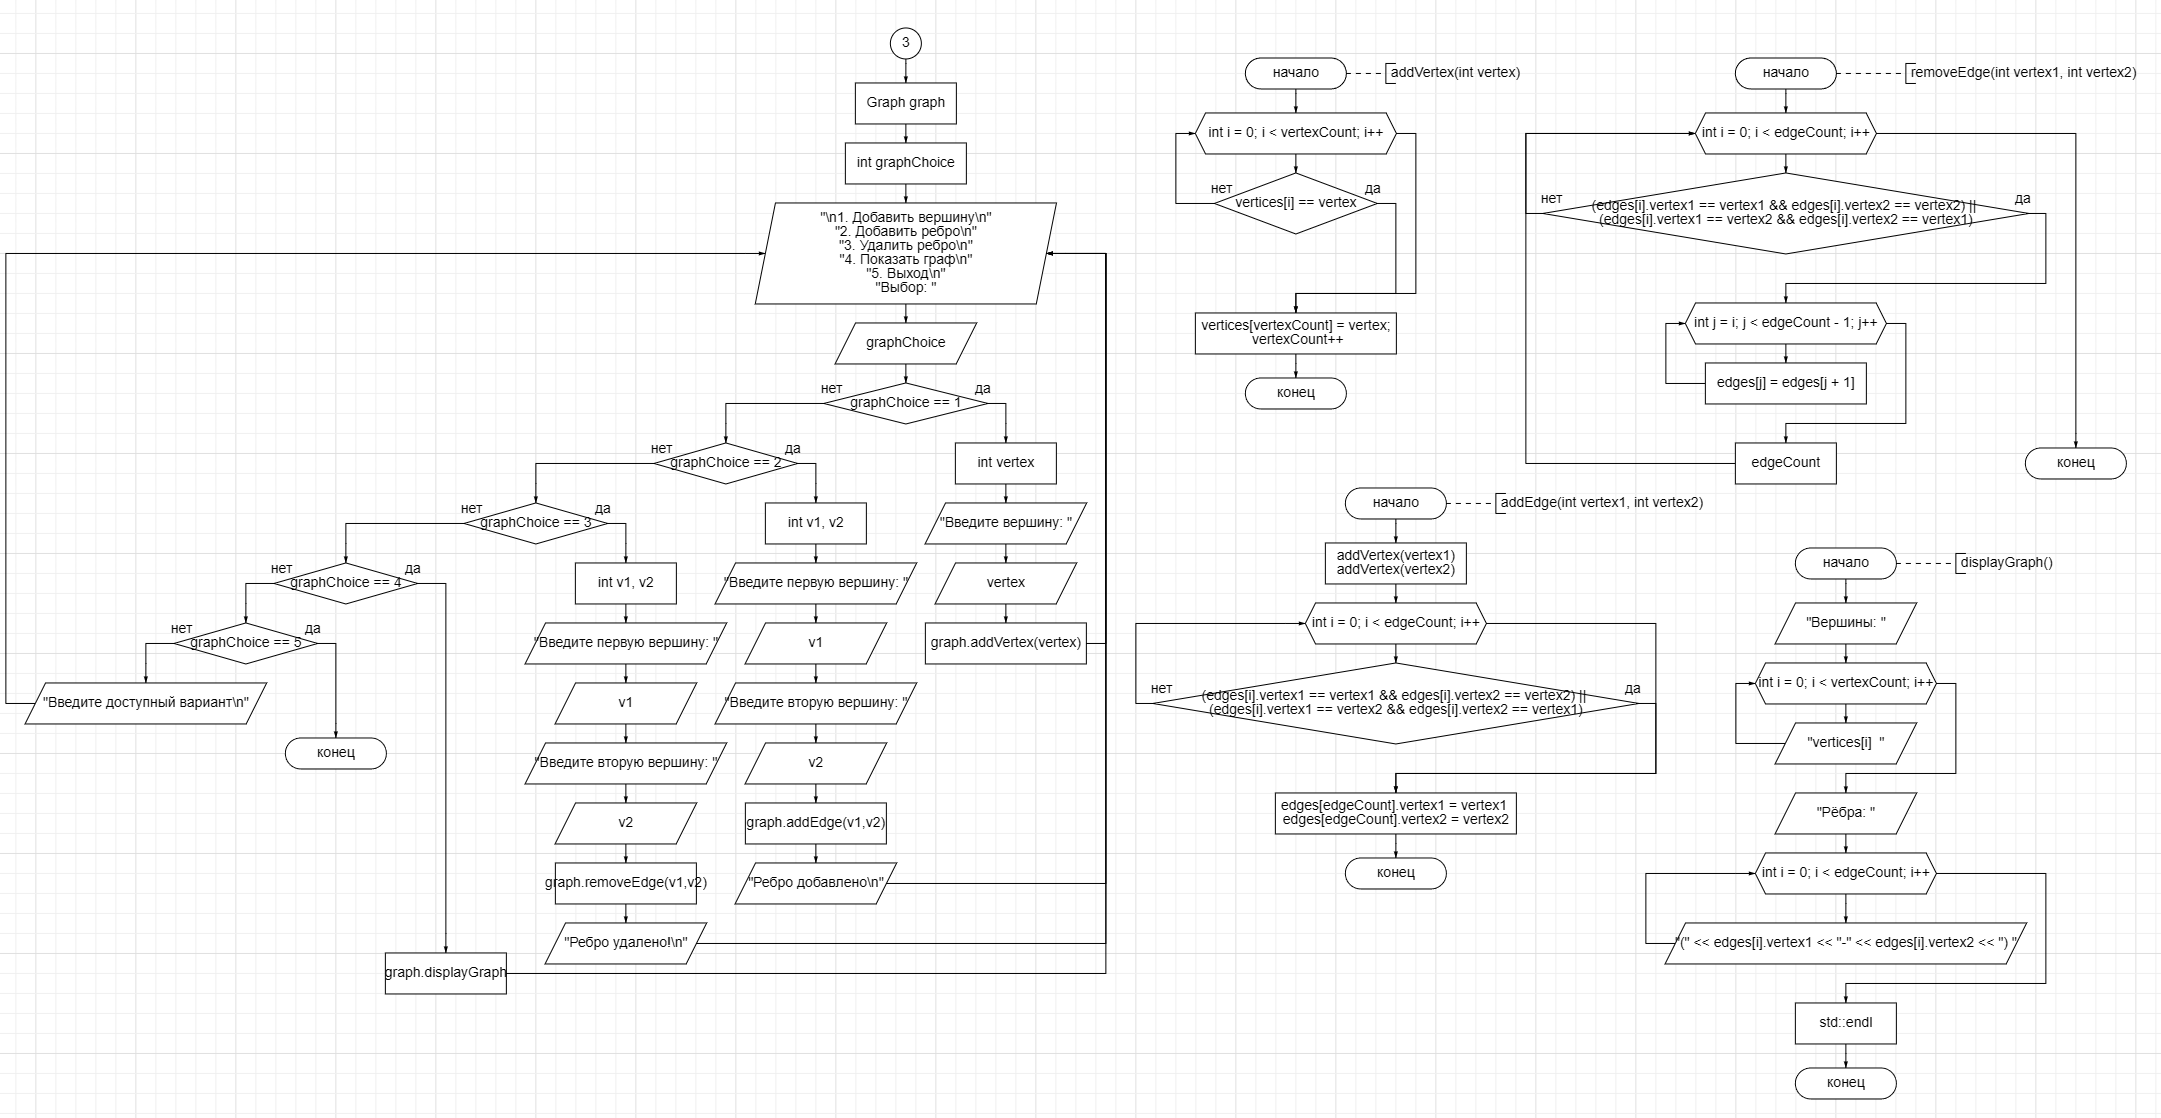 3
Graph graph
int graphChoice
"\n1. Добавить вершину\n"
"2. Добавить ребро\n"
"3. Удалить ребро\n"
"4. Показать граф\n"
"5. Выход\n"
"Выбор: "
graphChoice
нет
да
graphChoice == 1
нет
да
graphChoice == 2
нет
да
graphChoice == 3
нет
да
graphChoice == 4
нет
да
graphChoice == 5
"Введите доступный вариант\n"
конец
graph.displayGraph
int v1, v2
"Введите первую вершину: "
v1
"Введите вторую вершину: "
v2
graph.removeEdge(v1,v2)
"Ребро удалено!\n"
int v1, v2
"Введите первую вершину: "
v1
"Введите вторую вершину: "
v2
graph.addEdge(v1,v2)
"Ребро добавлено\n"
int vertex
"Введите вершину: "
vertex
graph.addVertex(vertex)
начало
addVertex(int vertex)
int i = 0; i < vertexCount; i++
нет
да
vertices[i] == vertex
vertices[vertexCount] = vertex;
vertexCount++
конец
начало
removeEdge(int vertex1, int vertex2)
int i = 0; i < edgeCount; i++
нет
да
(edges[i].vertex1 == vertex1 && edges[i].vertex2 == vertex2) ||
(edges[i].vertex1 == vertex2 && edges[i].vertex2 == vertex1)
int j = i; j < edgeCount - 1; j++
edges[j] = edges[j + 1]
edgeCount
конец
начало
addEdge(int vertex1, int vertex2)
addVertex(vertex1)
addVertex(vertex2)
int i = 0; i < edgeCount; i++
нет
да
(edges[i].vertex1 == vertex1 && edges[i].vertex2 == vertex2) ||
(edges[i].vertex1 == vertex2 && edges[i].vertex2 == vertex1)
edges[edgeCount].vertex1 = vertex1
edges[edgeCount].vertex2 = vertex2
конец
начало
displayGraph()
"Вершины: "
int i = 0; i < vertexCount; i++
"vertices[i]  "
"Рёбра: "
int i = 0; i < edgeCount; i++
"(" << edges[i].vertex1 << "-" << edges[i].vertex2 << ") "
std::endl
конец